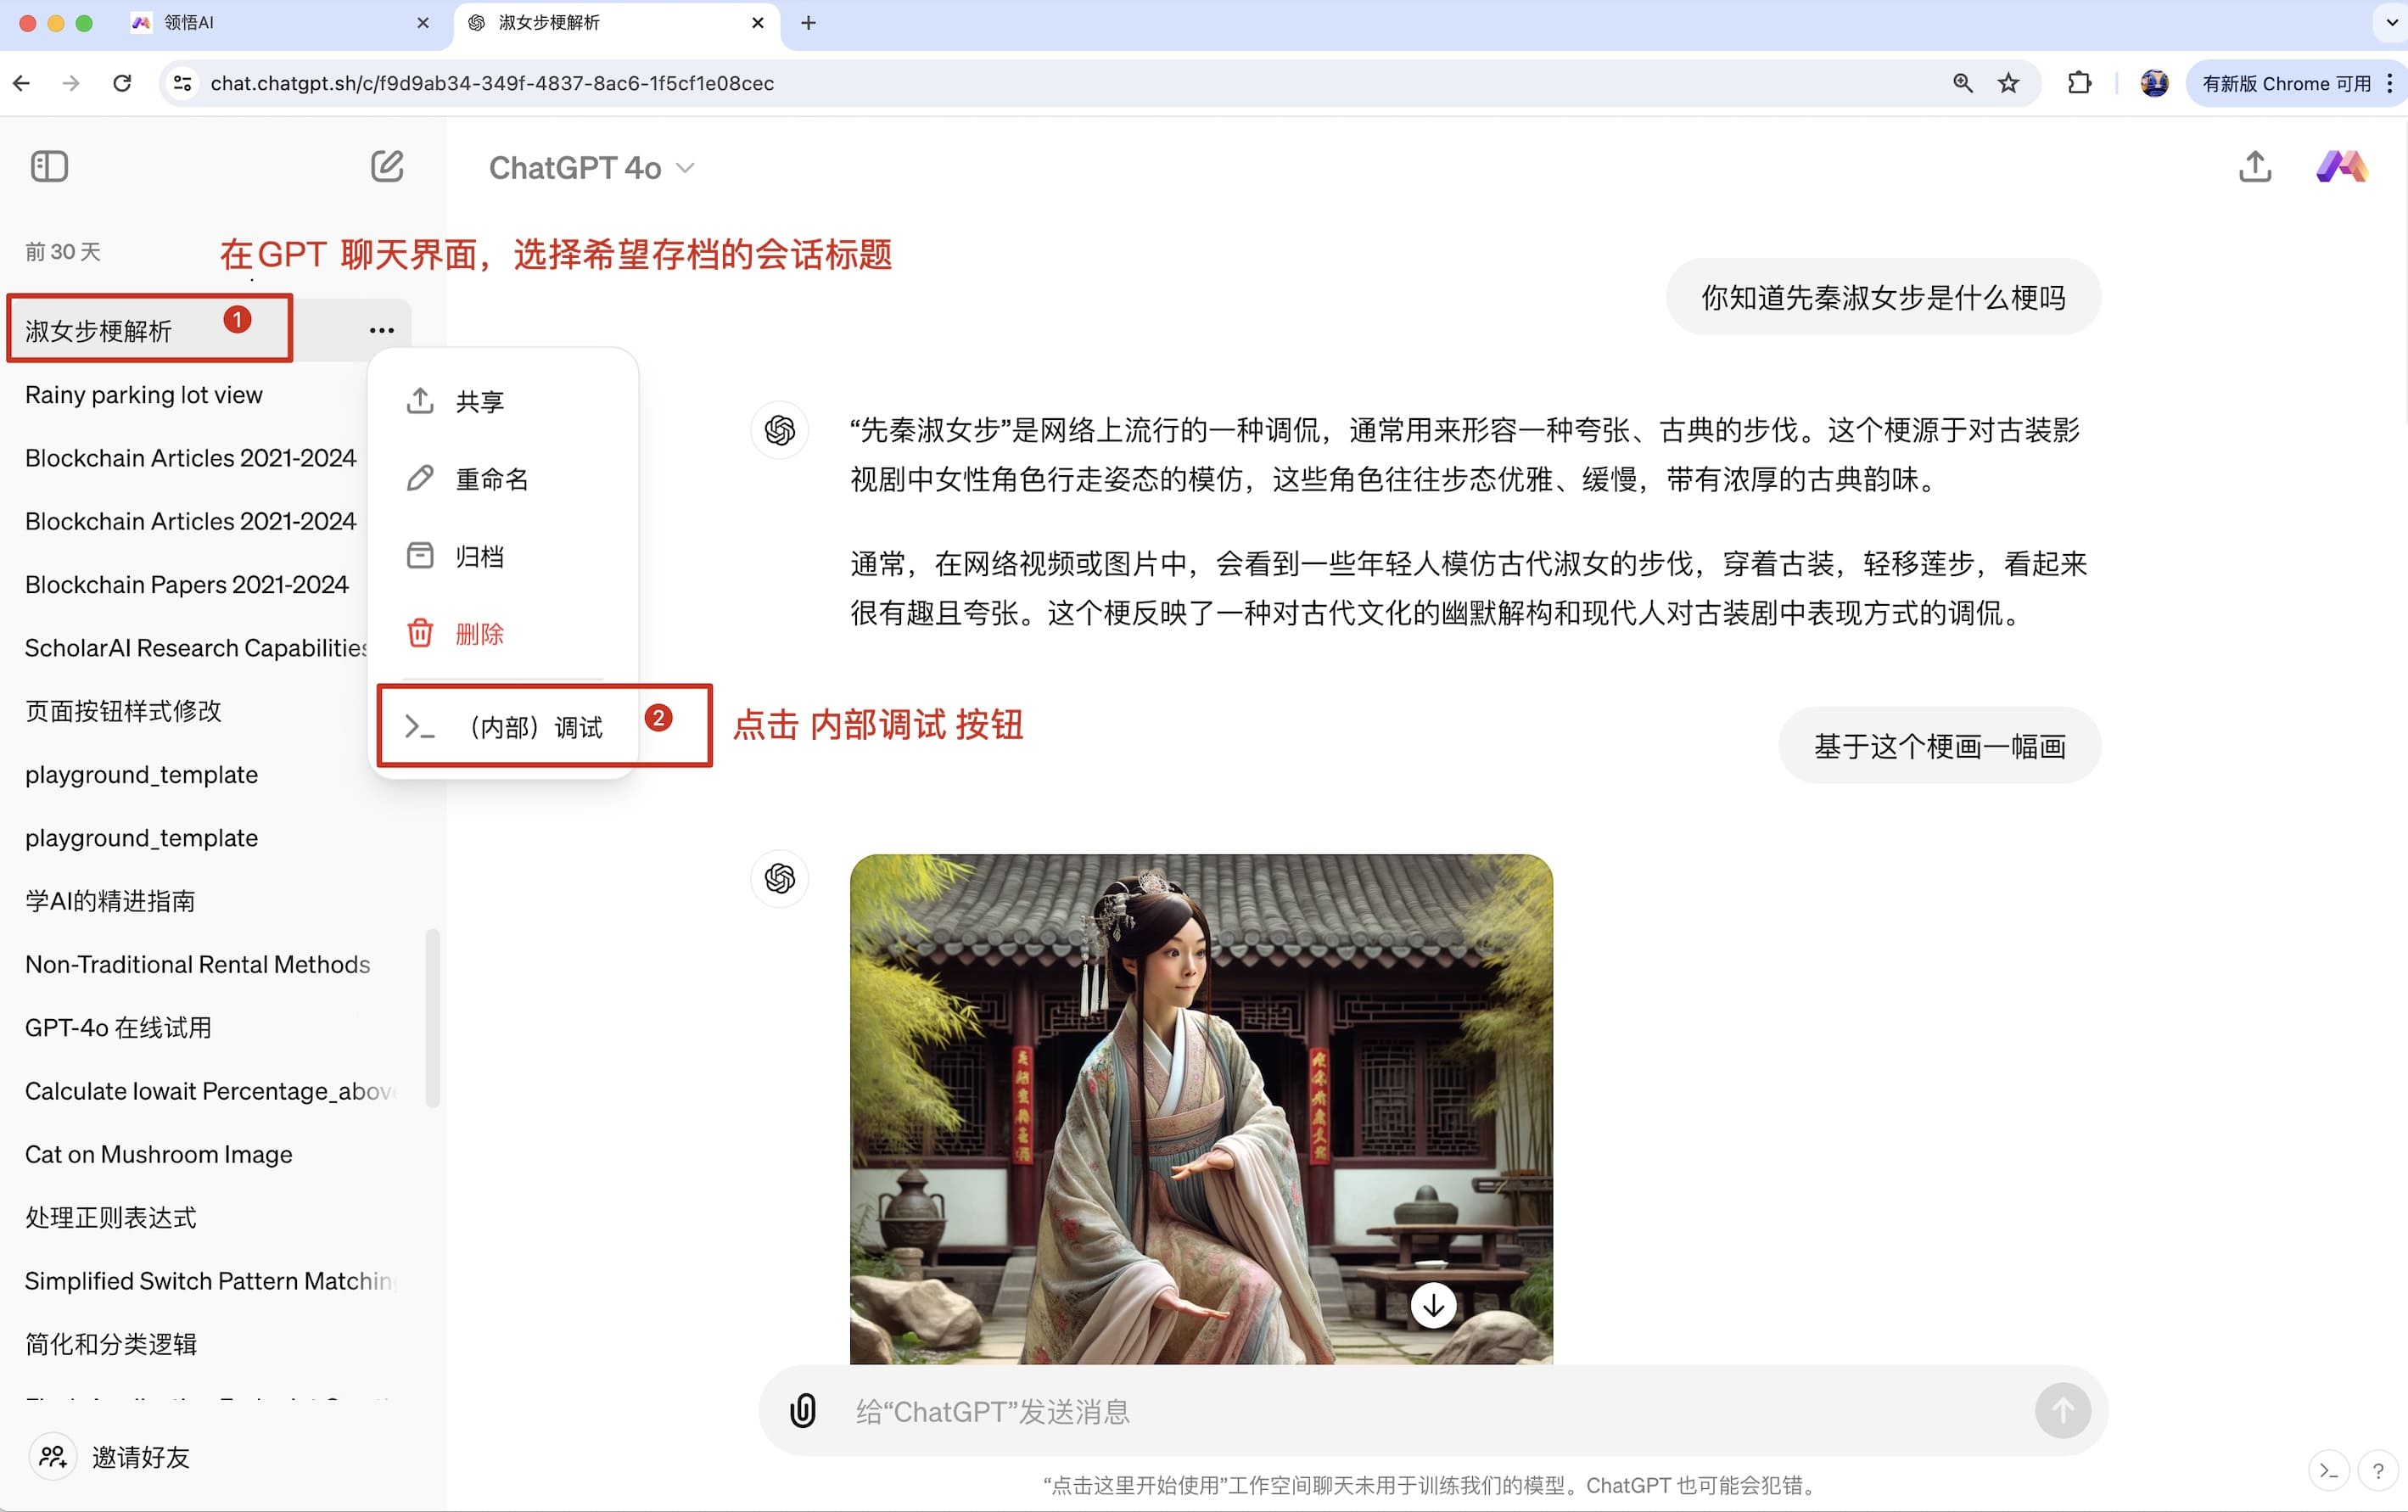 领悟AI
淑女步梗解析
chat.chatgpt.sh/c/f9d9ab34-349f-4837-8ac6-1f5cf1e08cec
有新版 Chrome 可用
ChatGPT 4o
前 30 天
在GPT 聊天界面，选择希望存档的会话标题
淑女步梗解析
1
Rainy parking lot view
Blockchain Articles 2021-2024
Blockchain Articles 2021-2024
Blockchain Papers 2021-2024
ScholarAI Research Capabilities
页面按钮样式修改
playground_template
playground_template
学AI的精进指南
Non-Traditional Rental Methods
GPT-4o 在线试用
Calculate Iowait Percentage_above
Cat on Mushroom Image
处理正则表达式
Simplified Switch Pattern Matching
简化和分类逻辑
邀请好友
共享
重命名
归档
删除
（内部）调试
2
点击 内部调试 按钮
你知道先秦淑女步是什么梗吗
“先秦淑女步”是网络上流行的一种调侃，通常用来形容一种夸张、古典的步伐。这个梗源于对古装影
视剧中女性角色行走姿态的模仿，这些角色往往步态优雅、缓慢，带有浓厚的古典韵味。
通常，在网络视频或图片中，会看到一些年轻人模仿古代淑女的步伐，穿着古装，轻移莲步，看起来
很有趣且夸张。这个梗反映了一种对古代文化的幽默解构和现代人对古装剧中表现方式的调侃。
基于这个梗画一幅画
给“ChatGPT”发送消息
“点击这里开始使用”工作空间聊天未用于训练我们的模型。ChatGPT 也可能会犯错。
?